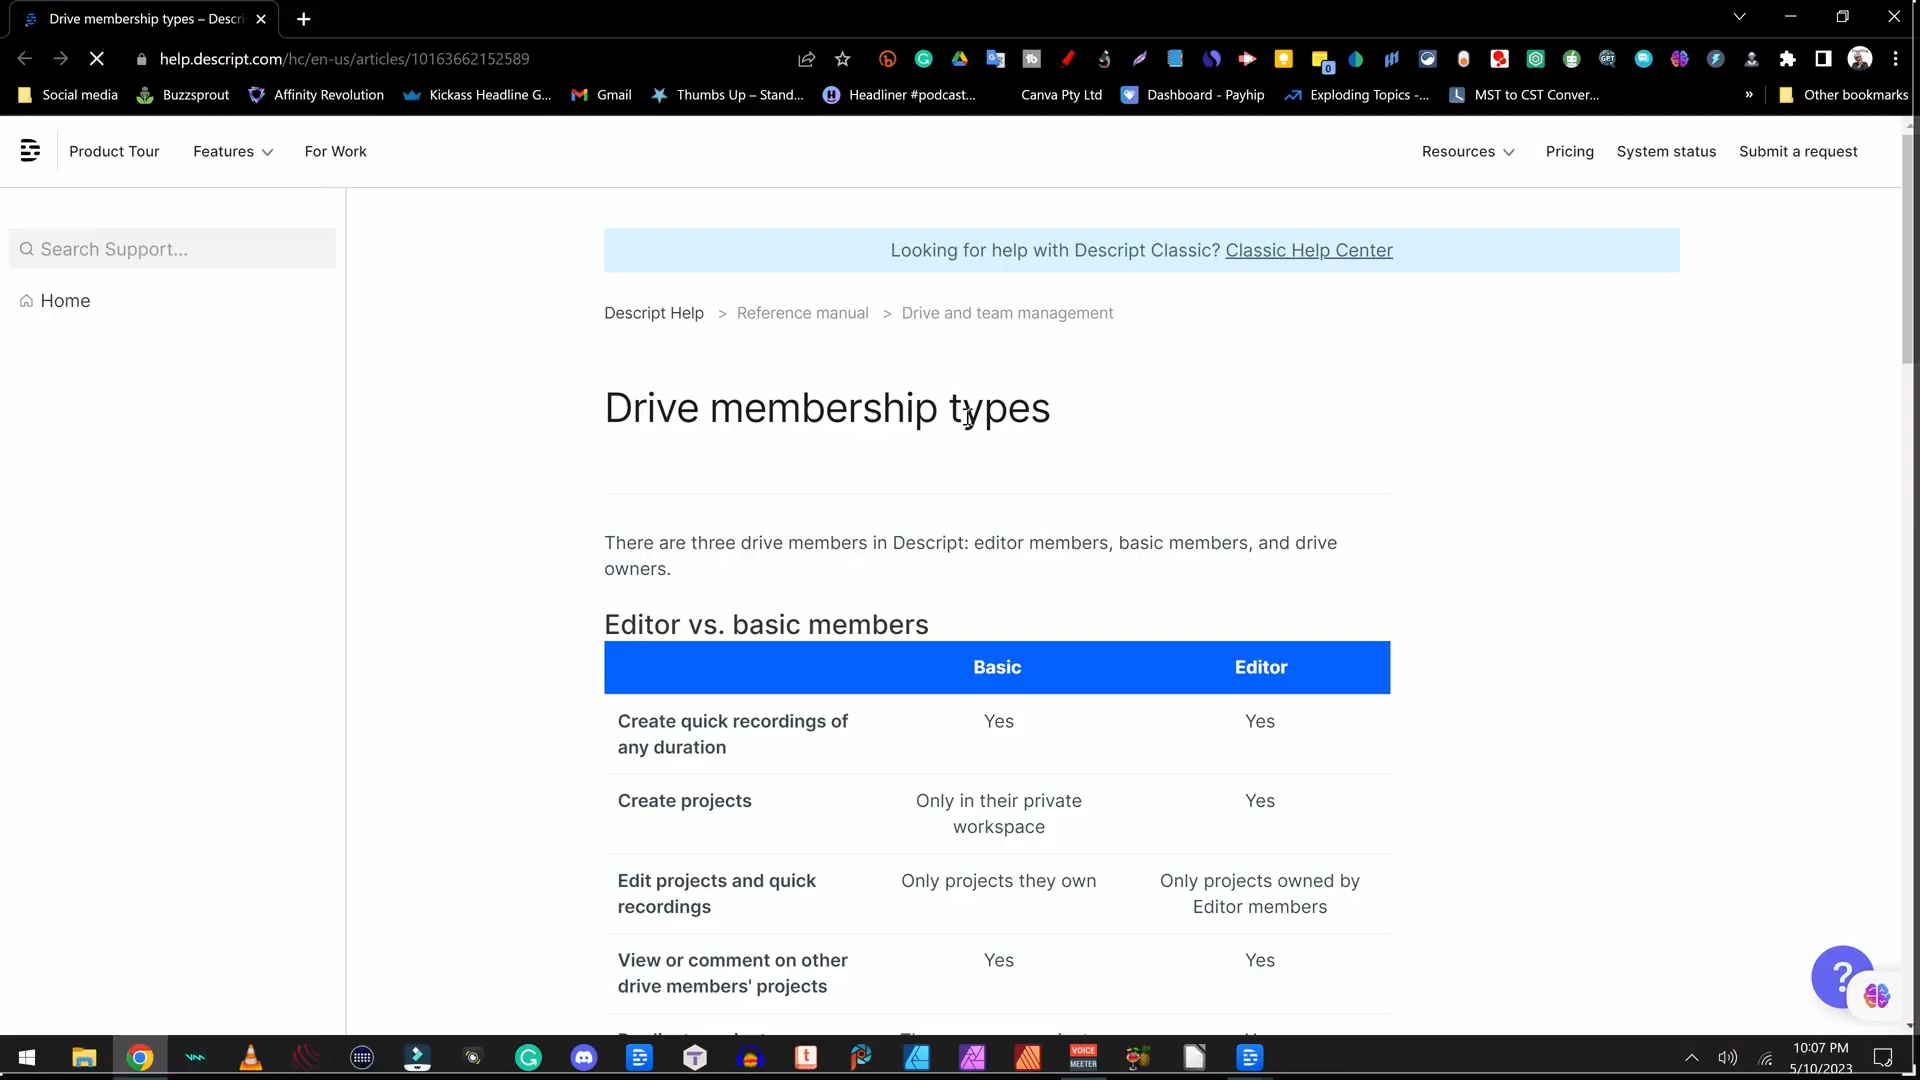 Drive membership types – Descri
help.descript.com/hc/en-us/articles/10163662152589
Social media
Buzzsprout
Affinity Revolution
Kickass Headline G...
Gmail
Thumbs Up – Stand...
Headliner #podcast...
Canva Pty Ltd
Dashboard - Payhip
Exploding Topics -...
MST to CST Conver...
»
Other bookmarks
Product Tour
Features
For Work
Resources
Pricing
System status
Submit a request
Search Support...
Home
Looking for help with Descript Classic? Classic Help Center
Descript Help > Reference manual > Drive and team management
Drive membership types
There are three drive members in Descript: editor members, basic members, and drive
owners.
Editor vs. basic members
Basic Editor
Create quick recordings of
any duration
Yes
Yes
Create projects
Only in their private
workspace
Yes
Edit projects and quick
recordings
Only projects they own
Only projects owned by
Editor members
View or comment on other
drive members' projects
Yes
Yes
?
VOICE
MEETER
10:07 PM
5/10/2023